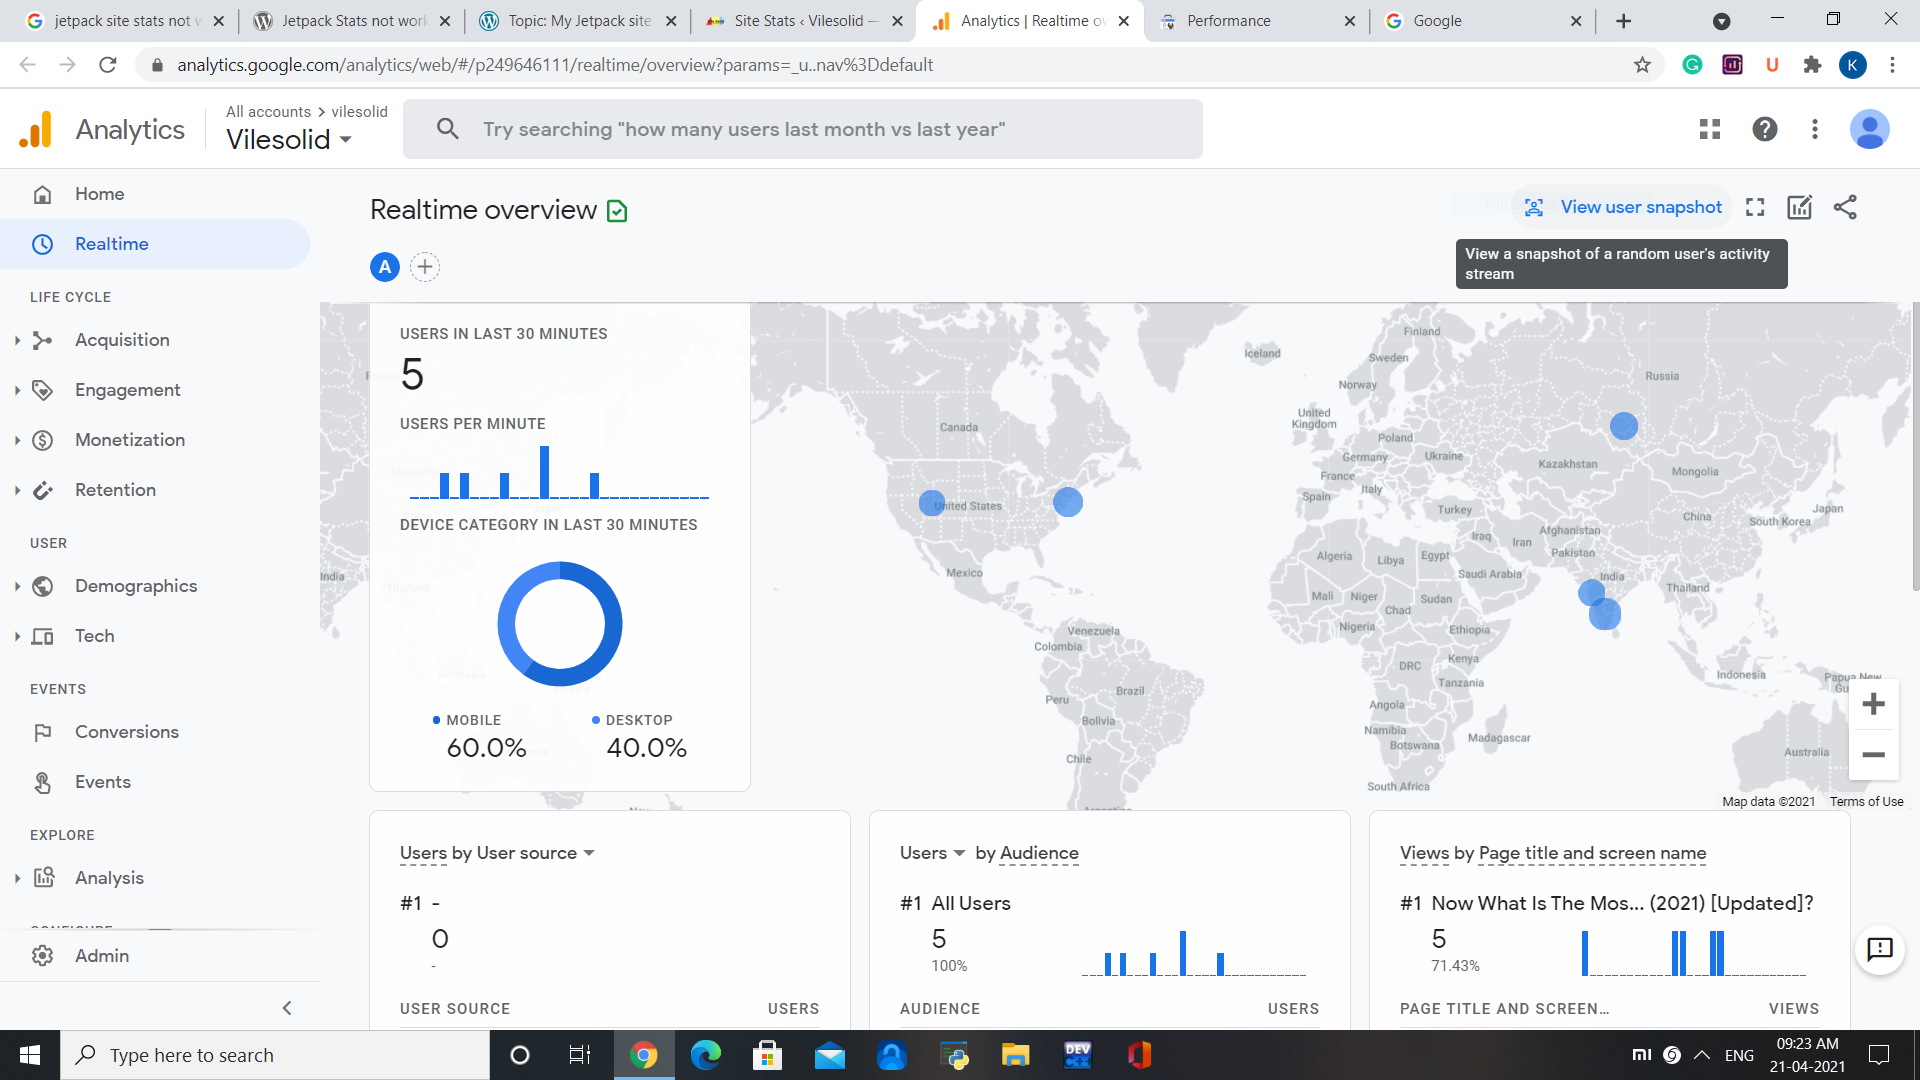 jetpack site stats not w
Jetpack Stats not work
Topic: My Jetpack site
Site Stats ‹ Vilesolid —
Analytics | Realtime ov
Performance
Google
analytics.google.com/analytics/web/#/p249646111/realtime/overview?params=_u..nav%3Ddefault
K
Analytics
All accounts > vilesolid
Vilesolid
Try searching "how many users last month vs last year"
Home
Realtime
LIFE CYCLE
Acquisition
Engagement
Monetization
Retention
USER
Demographics
Tech
EVENTS
Conversions
Events
EXPLORE
Analysis
CONFIGURE
Admin
Realtime overview
View user snapshot
View a snapshot of a random user's activity
stream
A
USERS IN LAST 30 MINUTES
5
USERS PER MINUTE
DEVICE CATEGORY IN LAST 30 MINUTES
MOBILE
60.0%
DESKTOP
40.0%
India
Iceland
Finland
Sweden
Norway
Russia
United
Kingdom
Poland
Germany
Ukraine
France
Italy
Spain
Turkey
Kazakhstan
Mongolia
China
South Korea
Japan
Afghanistan
Iraq
Iran
Pakistan
Algeria
Libya
Egypt
Saudi Arabia
India
Thailand
Mali
Niger
Chad
Sudan
Nigeria
Ethiopia
DRC
Kenya
Tanzania
Angola
Namibia
Botswana
Madagascar
South Africa
Indonesia
Papua New
Gu
Australia
Canada
United States
Mexico
Venezuela
Colombia
Peru
Brazil
Bolivia
Chile
Argentina
Map data ©2021
Terms of Use
Users by User source
#1 -
0
-
USER SOURCE
USERS
Users by Audience
#1 All Users
5
100%
AUDIENCE
USERS
Views by Page title and screen name
#1 Now What Is The Mos... (2021) [Updated]?
5
71.43%
PAGE TITLE AND SCREEN...
VIEWS
Type here to search
DEV
C++
mi
ENG
09:23 AM
21-04-2021